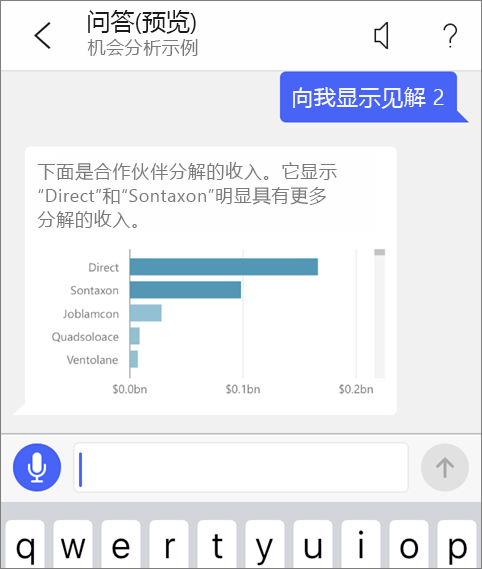 问答(预览)
机会分析示例
?
向我显示见解 2
下面是合作伙伴分解的收入。它显示
“Direct”和“Sontaxon”明显具有更多
分解的收入。
Direct
Sontaxon
Joblamcon
Quadsoloace
Ventolane
$0.0bn $0.1bn $0.2bn
q w e r t y u i o p